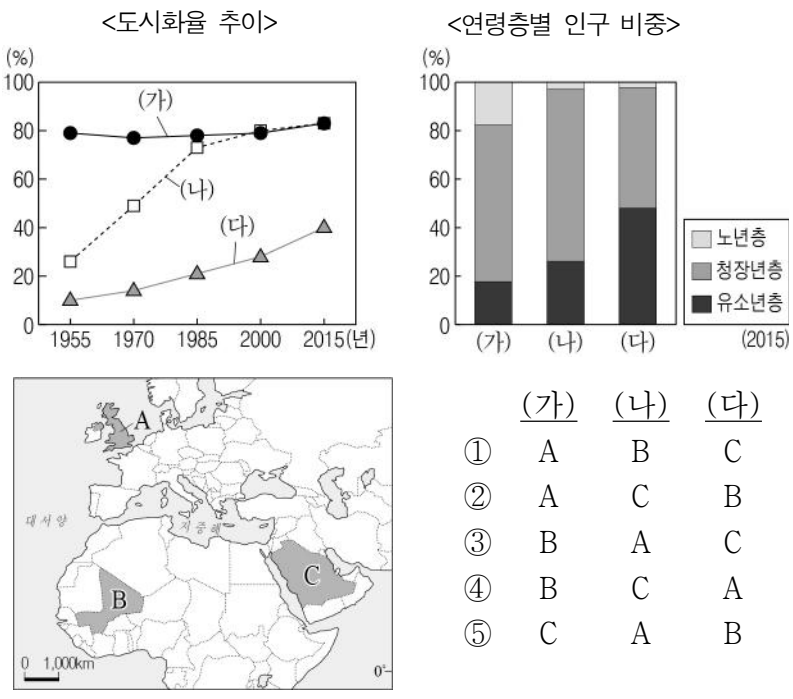 <도시화율 추이>
(%)
100
80
60
40
20
0
(가)
(나)
(다)
1955 1970 1985 2000 2015(년)
<연령층별 인구 비중>
(%)
100
80
60
40
20
0
(가) (나) (다)
노년층
청장년층
유소년층
(2015)
A
대서양
지중해
B
C
0 1,000km
0°
(가) (나) (다)
① A B C
② A C B
③ B A C
④ B C A
⑤ C A B